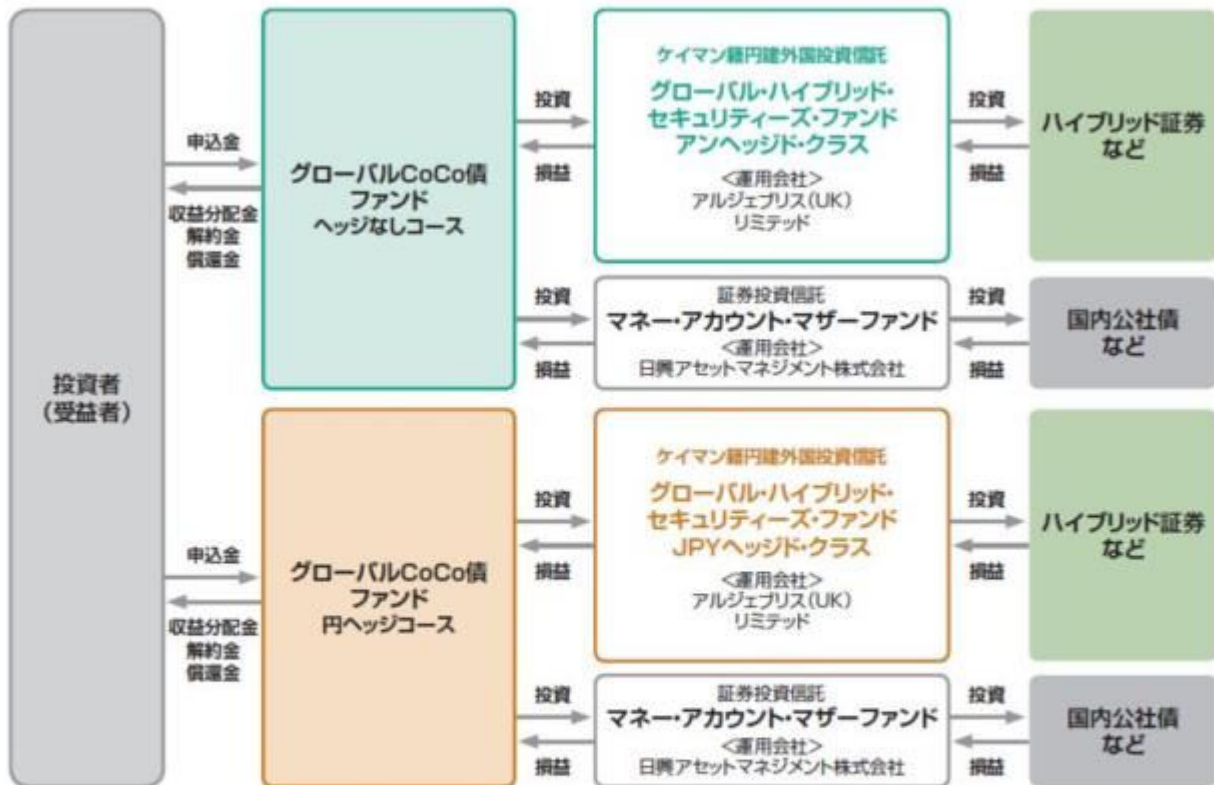 投資者
（受益者）
申込金
収益分配金
解約金
償還金
グローバルCoCo債
ファンド
ヘッジなしコース
投資
損益
ケイマン籍円建外国投資信託
グローバル・ハイブリッド・
セキュリティーズ・ファンド
アンヘッジド・クラス
＜運用会社＞
アルジェブリス(UK)
リミテッド
投資
損益
ハイブリッド証券
など
投資
損益
証券投資信託
マネー・アカウント・マザーファンド
＜運用会社＞
日興アセットマネジメント株式会社
投資
損益
国内公社債
など
申込金
収益分配金
解約金
償還金
グローバルCoCo債
ファンド
円ヘッジコース
投資
損益
ケイマン籍円建外国投資信託
グローバル・ハイブリッド・
セキュリティーズ・ファンド
JPYヘッジド・クラス
＜運用会社＞
アルジェブリス(UK)
リミテッド
投資
損益
ハイブリッド証券
など
投資
損益
証券投資信託
マネー・アカウント・マザーファンド
＜運用会社＞
日興アセットマネジメント株式会社
投資
損益
国内公社債
など